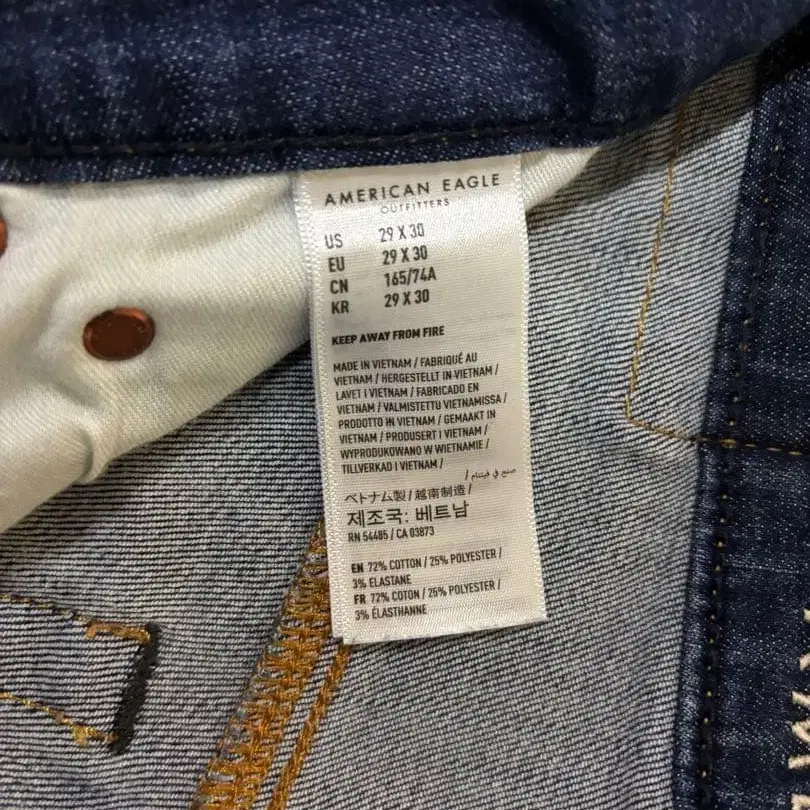 AMERICAN EAGLE
OUTFITTERS
US 29 X 30
EU 29 X 30
CN 165/74A
KR 29 X 30
KEEP AWAY FROM FIRE
MADE IN VIETNAM / FABRIQUÉ AU
VIETNAM / HERGESTELLT IN VIETNAM /
LAVET I VIETNAM / FABRICADO EN
VIETNAM / VALMISTETTU VIETNAMISSA /
PRODOTTO IN VIETNAM / GEMAAKT IN
VIETNAM / PRODUSERT I VIETNAM /
WYPRODUKOWANO W WIETNAMIE /
TILLVERKAD I VIETNAM /
صنع في فيتنام /
ベトナム製 / 越南制造 /
제조국: 베트남
RN 54485 / CA 03873
EN 72% COTTON / 25% POLYESTER /
3% ELASTANE
FR 72% COTON / 25% POLYESTER /
3% ÉLASTHANNE